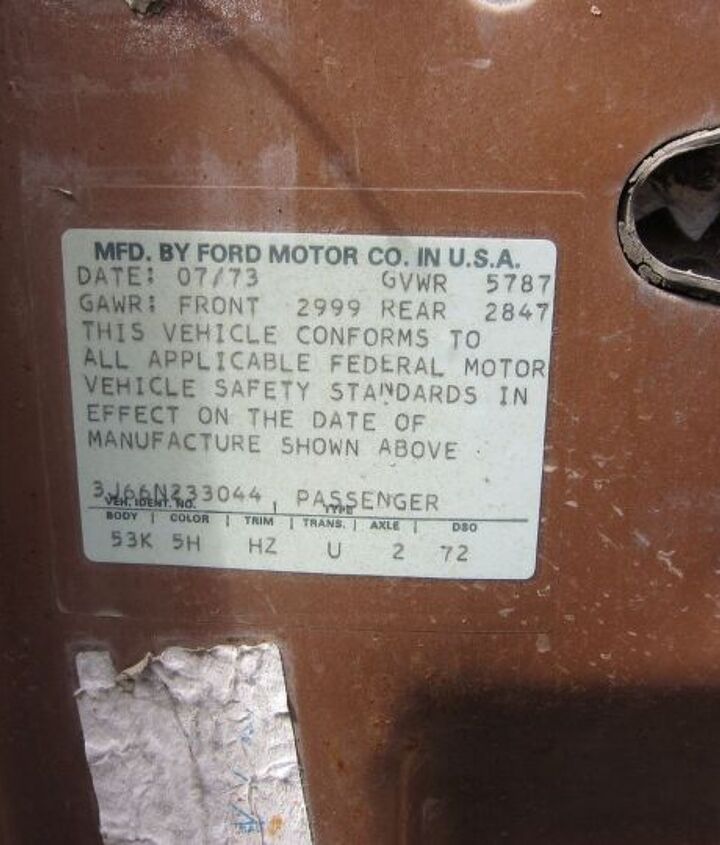 MFD. BY FORD MOTOR CO. IN U.S.A.
DATE: 07/73 GVWR 5787
GAWR: FRONT 2999 REAR 2847
THIS VEHICLE CONFORMS TO
ALL APPLICABLE FEDERAL MOTOR
VEHICLE SAFETY STANDARDS IN
EFFECT ON THE DATE OF
MANUFACTURE SHOWN ABOVE
3J66N233044 PASSENGER
VEH. IDENT. NO. | TYPE
BODY | COLOR | TRIM | TRANS. | AXLE | DSO
53K 5H HZ U 2 72